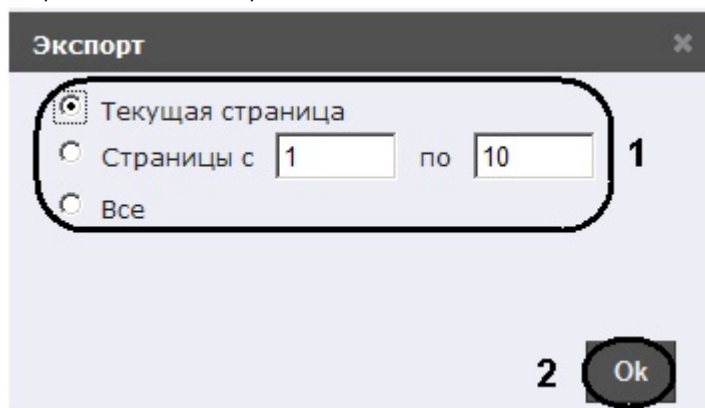 Экспорт
Текущая страница
Страницы с 1 по 10 1
Все
2 Ok